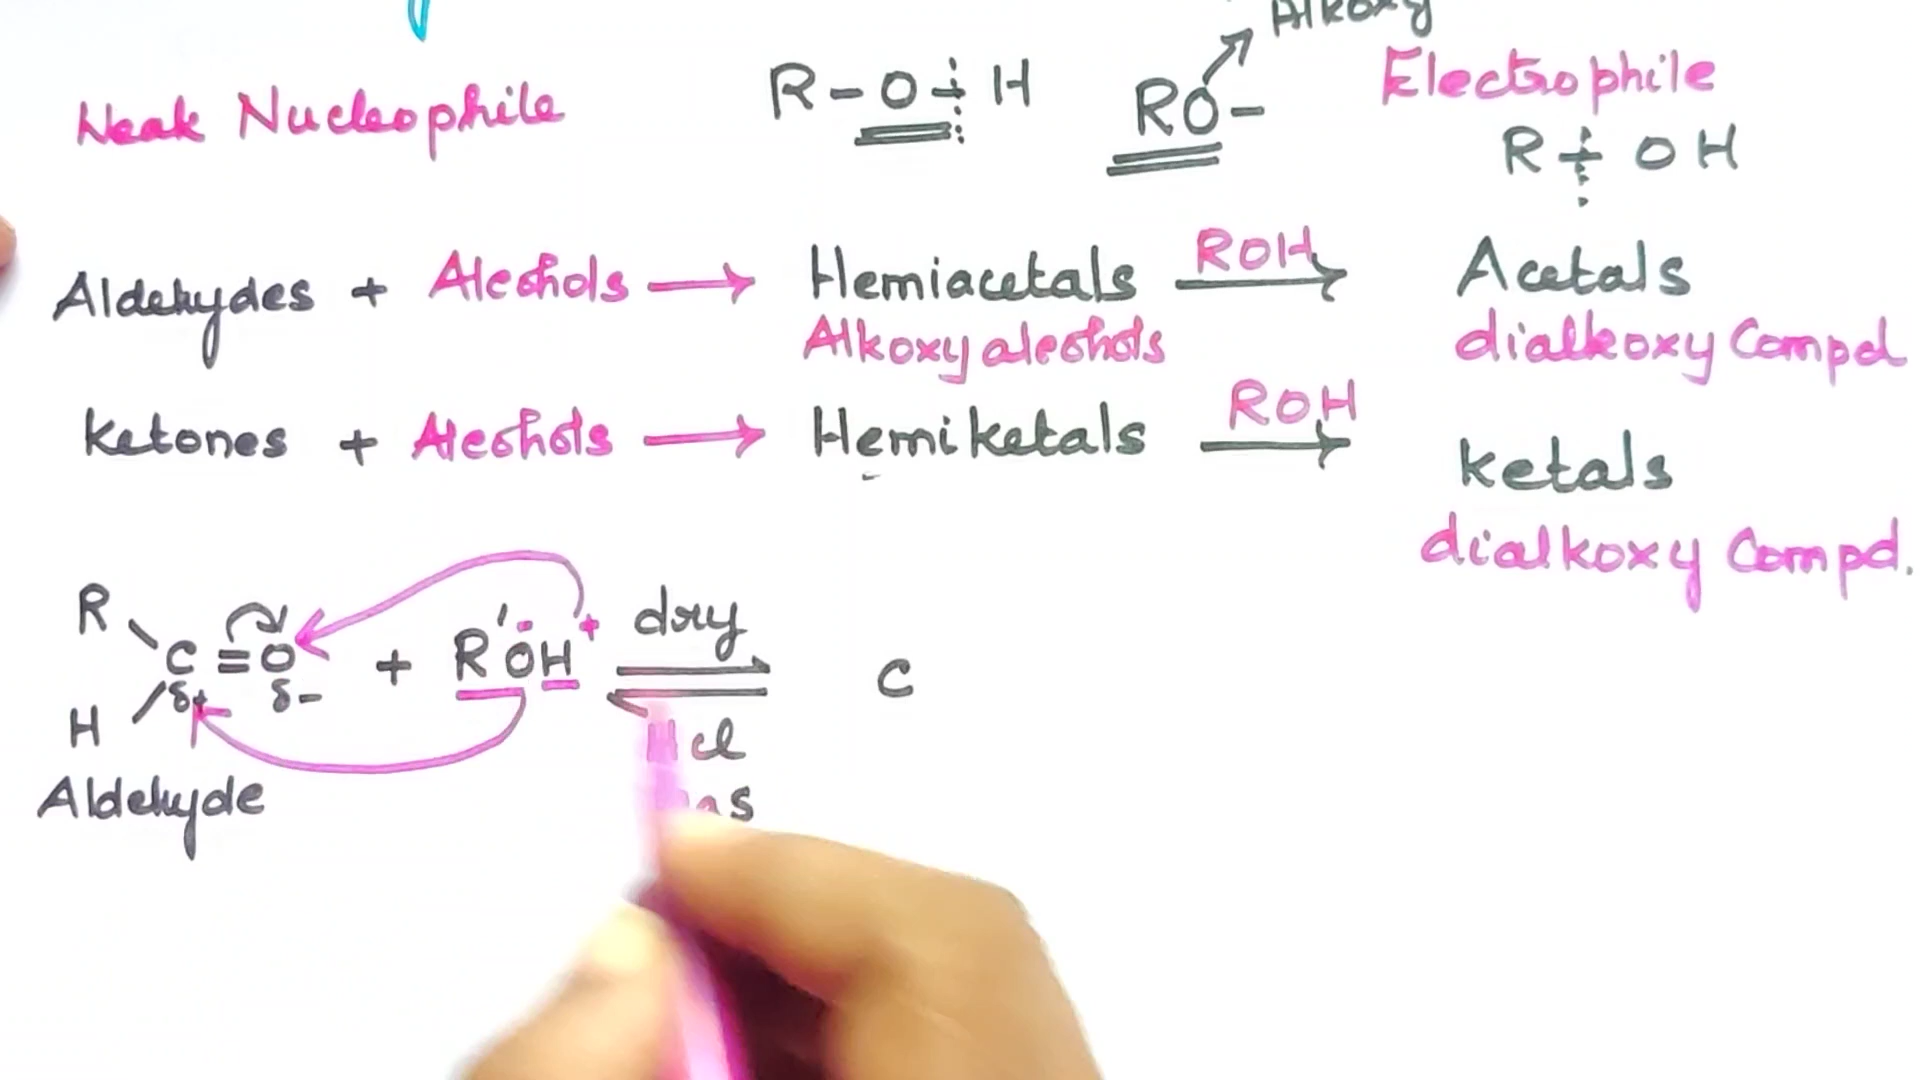 Alkoxy
Weak Nucleophile R-O-H RO- Electrophile
R-OH
Aldehydes + Alcohols → Hemiacetals ROH → Acetals
Alkoxy alcohols dialkoxy Compd
Ketones + Alcohols → Hemiketals ROH → Ketals
dialkoxy Compd.
R
C=O + R'ÖH+ dry ⇌ C
δ+ δ-
H
HCl
Aldehyde